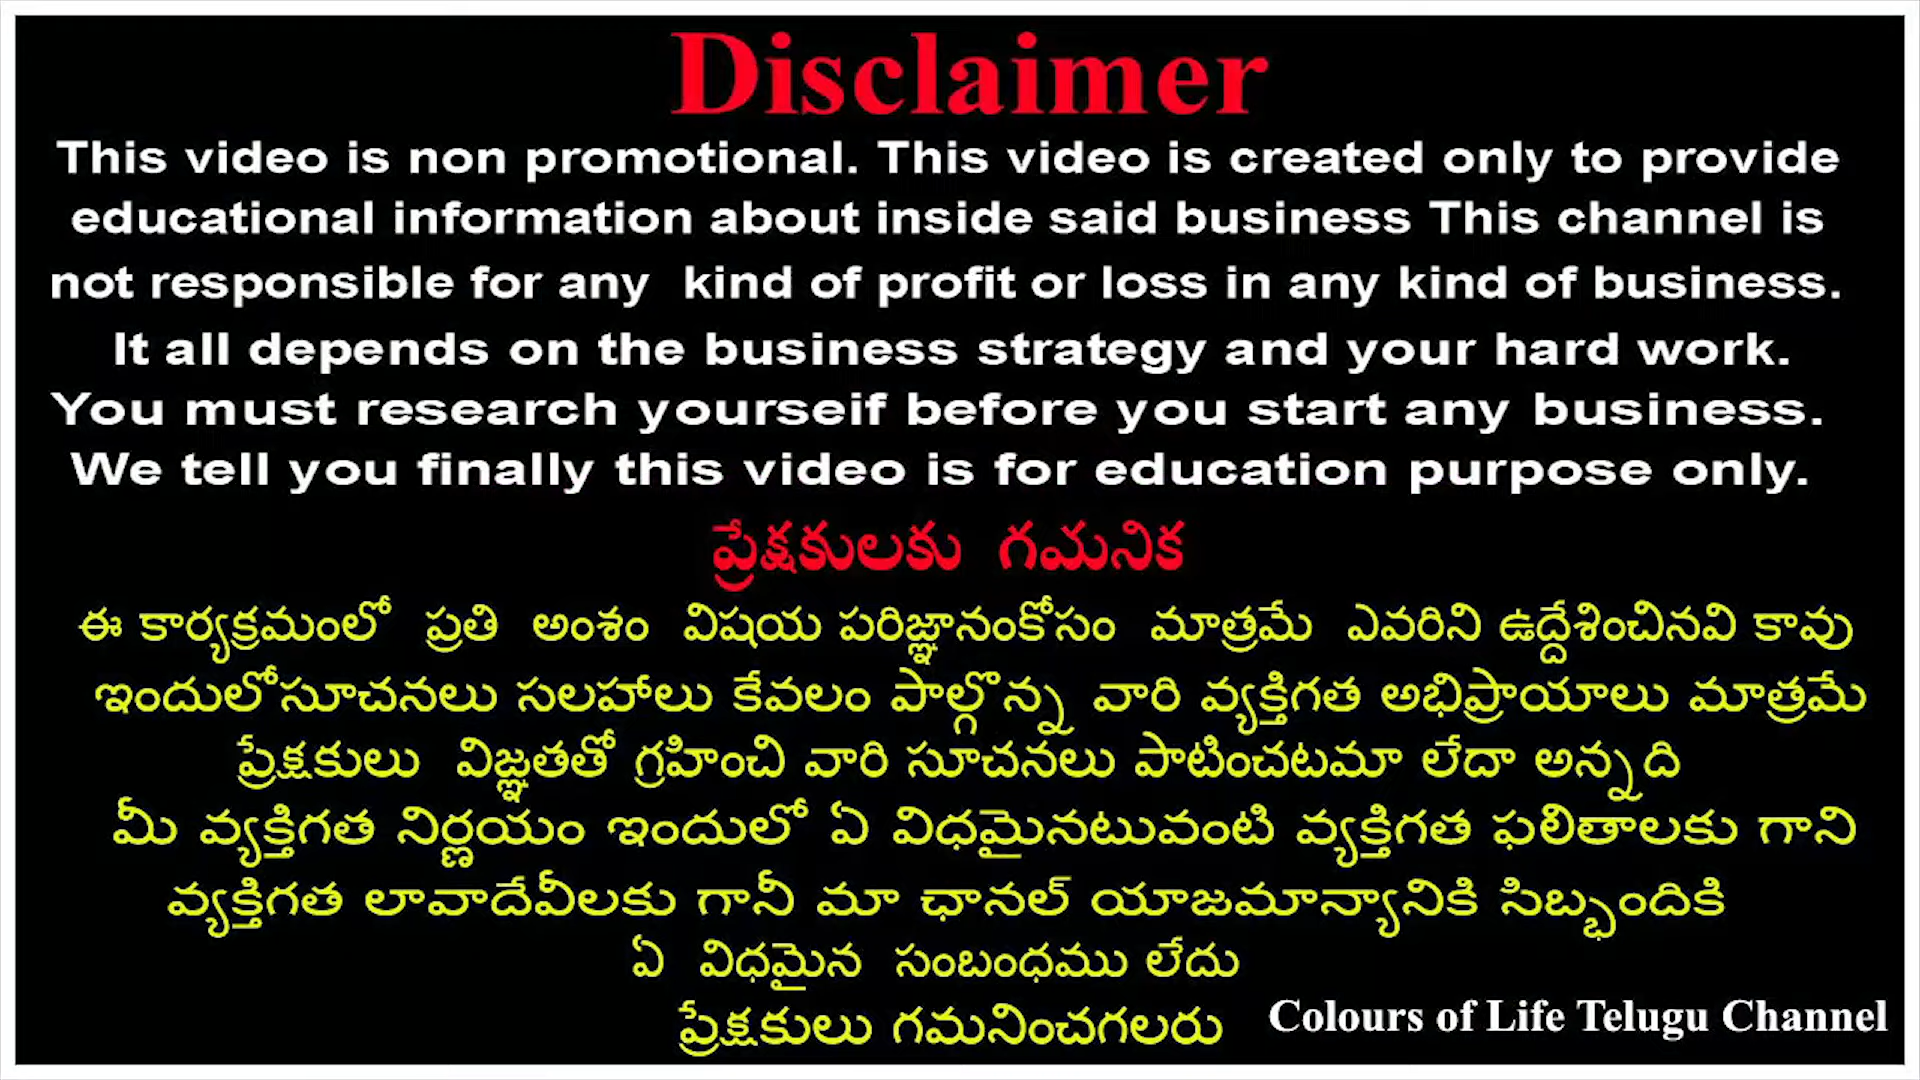 Disclaimer
This video is non promotional. This video is created only to provide
educational information about inside said business This channel is
not responsible for any kind of profit or loss in any kind of business.
It all depends on the business strategy and your hard work.
You must research yourseif before you start any business.
We tell you finally this video is for education purpose only.
ప్రేక్షకులకు గమనిక
ఈ కార్యక్రమంలో ప్రతి అంశం విషయ పరిజ్ఞానంకోసం మాత్రమే ఎవరిని ఉద్దేశించినవి కావు
ఇందులోసూచనలు సలహాలు కేవలం పాల్గొన్న వారి వ్యక్తిగత అభిప్రాయాలు మాత్రమే
ప్రేక్షకులు విజ్ఞతతో గ్రహించి వారి సూచనలు పాటించటమా లేదా అన్నది
మీ వ్యక్తిగత నిర్ణయం ఇందులో ఏ విధమైనటువంటి వ్యక్తిగత ఫలితాలకు గాని
వ్యక్తిగత లావాదేవీలకు గానీ మా ఛానల్ యాజమాన్యానికి సిబ్బందికి
ఏ విధమైన సంబంధము లేదు
ప్రేక్షకులు గమనించగలరు
Colours of Life Telugu Channel